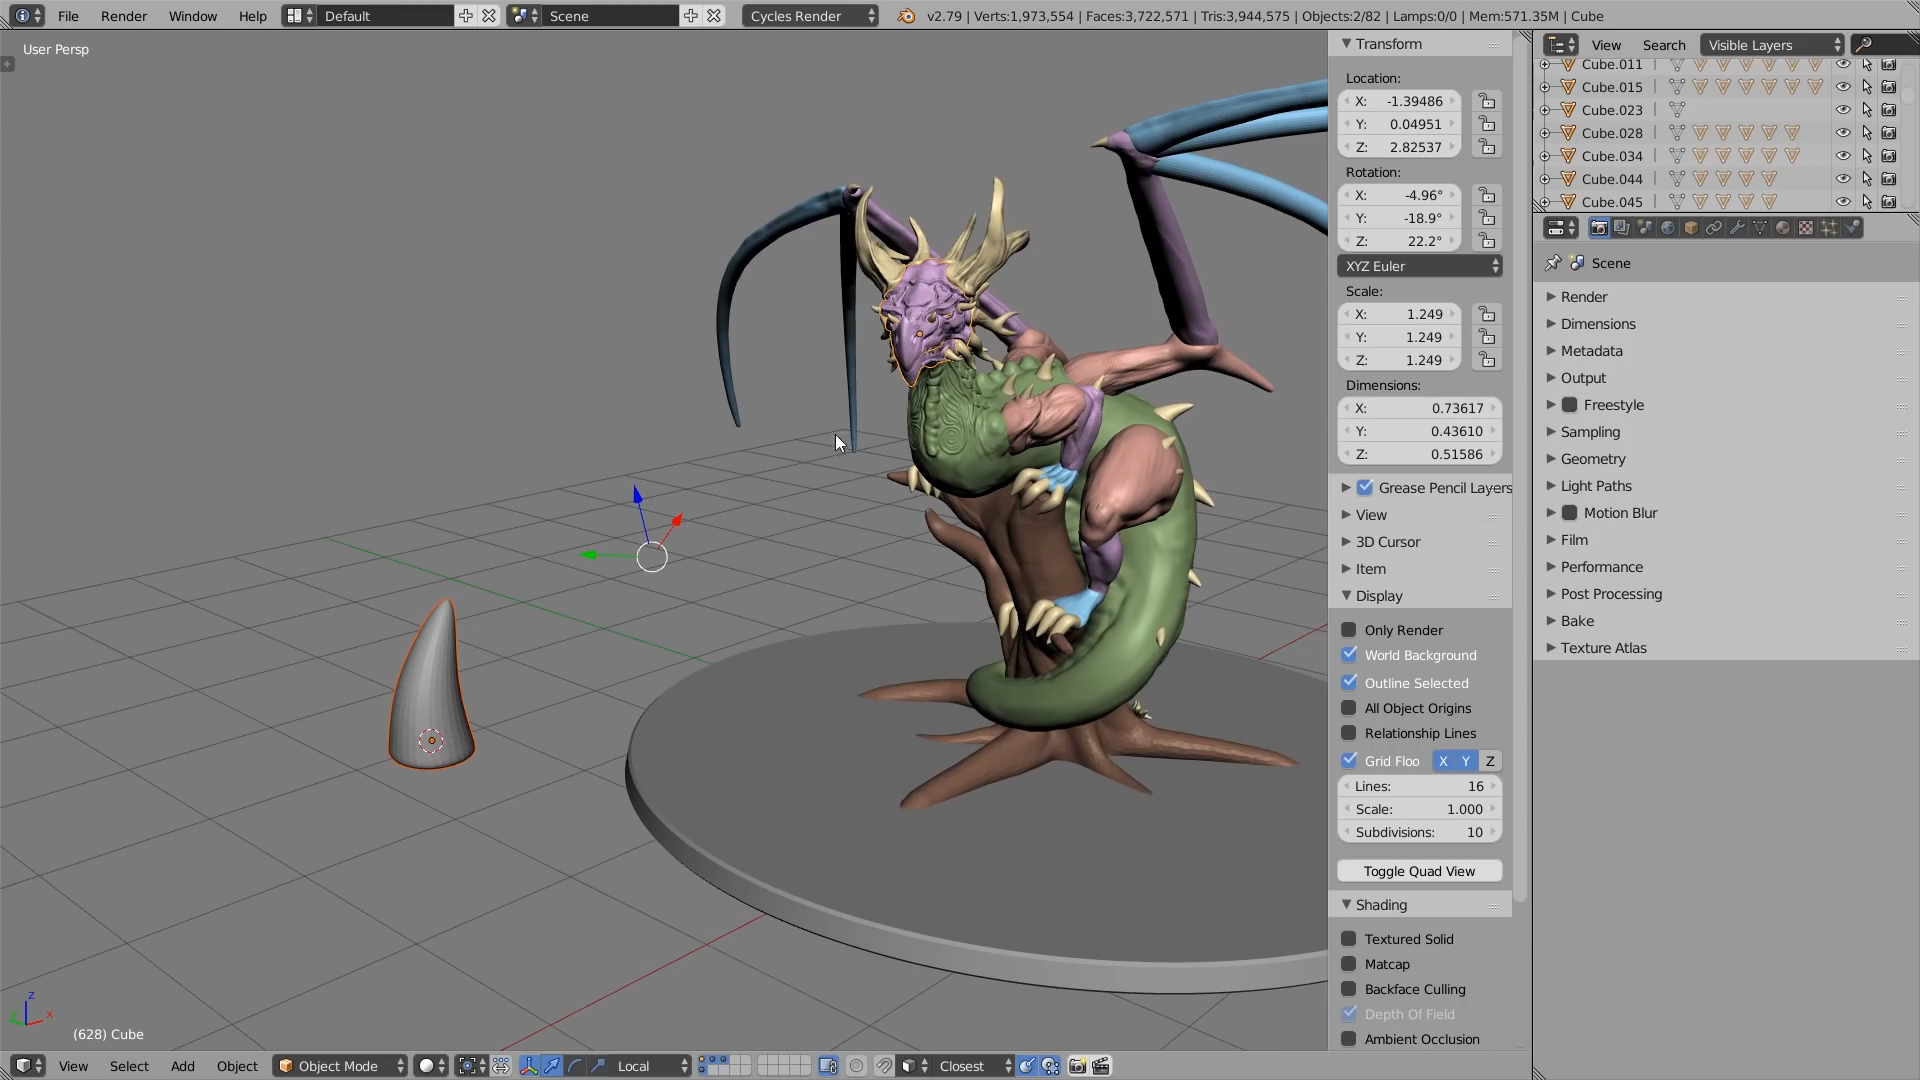 File Render Window Help Default Scene Cycles Render v2.79 | Verts:1,973,554 | Faces:3,722,571 | Tris:3,944,575 | Objects:2/82 | Lamps:0/0 | Mem:571.35M | Cube
User Persp
Transform
Location:
X: -1.39486
Y: 0.04951
Z: 2.82537
Rotation:
X: -4.96°
Y: -18.9°
Z: 22.2°
XYZ Euler
Scale:
X: 1.249
Y: 1.249
Z: 1.249
Dimensions:
X: 0.73617
Y: 0.43610
Z: 0.51586
Grease Pencil Layers
View
3D Cursor
Item
Display
Only Render
World Background
Outline Selected
All Object Origins
Relationship Lines
Grid Floo X Y Z
Lines: 16
Scale: 1.000
Subdivisions: 10
Toggle Quad View
Shading
Textured Solid
Matcap
Backface Culling
Depth Of Field
Ambient Occlusion
View Search Visible Layers
Cube.011
Cube.015
Cube.023
Cube.028
Cube.034
Cube.044
Cube.045
Scene
Render
Dimensions
Metadata
Output
Freestyle
Sampling
Geometry
Light Paths
Motion Blur
Film
Performance
Post Processing
Bake
Texture Atlas
z
x
(628) Cube
View Select Add Object Object Mode Local Closest